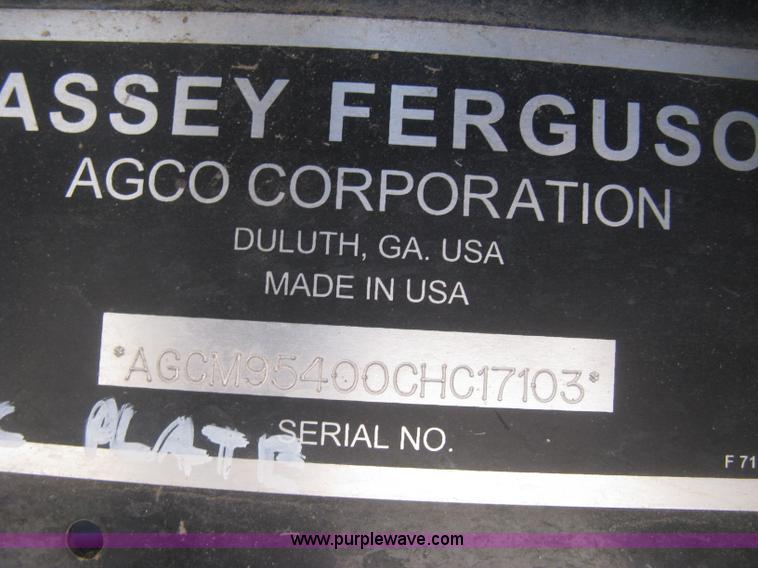 ASSEY FERGUSO
AGCO CORPORATION
DULUTH, GA. USA
MADE IN USA
*AGCM95400CHC17103*
PLATE
SERIAL NO.
F 71
www.purplewave.com